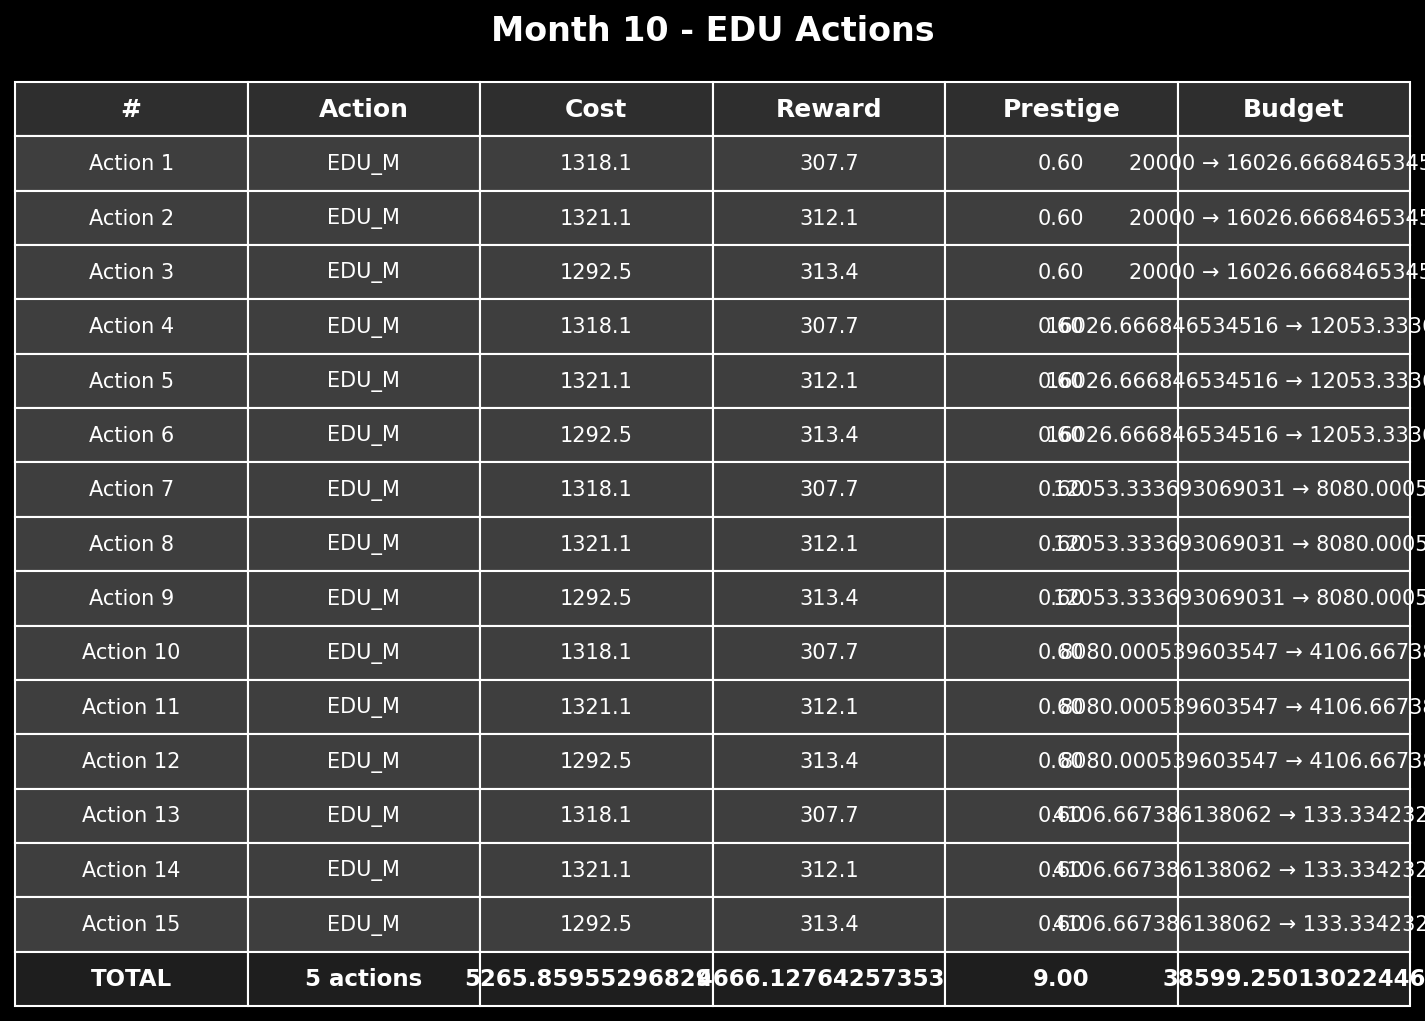 Month 10 - EDU Actions
# Action Cost Reward Prestige Budget
Action 1 EDU_M 1318.1 307.7 0.60 20000 → 16026.6668465345
Action 2 EDU_M 1321.1 312.1 0.60 20000 → 16026.6668465345
Action 3 EDU_M 1292.5 313.4 0.60 20000 → 16026.6668465345
Action 4 EDU_M 1318.1 307.7 0.60 16026.666846534516 → 12053.333
Action 5 EDU_M 1321.1 312.1 0.60 16026.666846534516 → 12053.333
Action 6 EDU_M 1292.5 313.4 0.60 16026.666846534516 → 12053.333
Action 7 EDU_M 1318.1 307.7 0.60 12053.333693069031 → 8080.0005
Action 8 EDU_M 1321.1 312.1 0.60 12053.333693069031 → 8080.0005
Action 9 EDU_M 1292.5 313.4 0.60 12053.333693069031 → 8080.0005
Action 10 EDU_M 1318.1 307.7 0.60 8080.000539603547 → 4106.6673
Action 11 EDU_M 1321.1 312.1 0.60 8080.000539603547 → 4106.6673
Action 12 EDU_M 1292.5 313.4 0.60 8080.000539603547 → 4106.6673
Action 13 EDU_M 1318.1 307.7 0.60 4106.667386138062 → 133.334232
Action 14 EDU_M 1321.1 312.1 0.60 4106.667386138062 → 133.334232
Action 15 EDU_M 1292.5 313.4 0.60 4106.667386138062 → 133.334232
TOTAL 5 actions 4666.12764257353 9.00 38599.25013022446